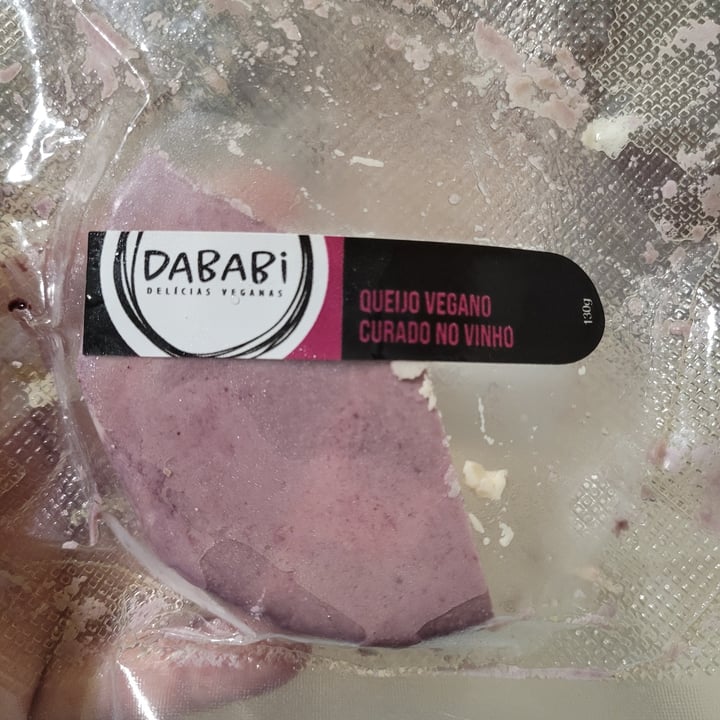 DABABi
DELÍCIAS VEGANAS
QUEIJO VEGANO
CURADO NO VINHO
130g